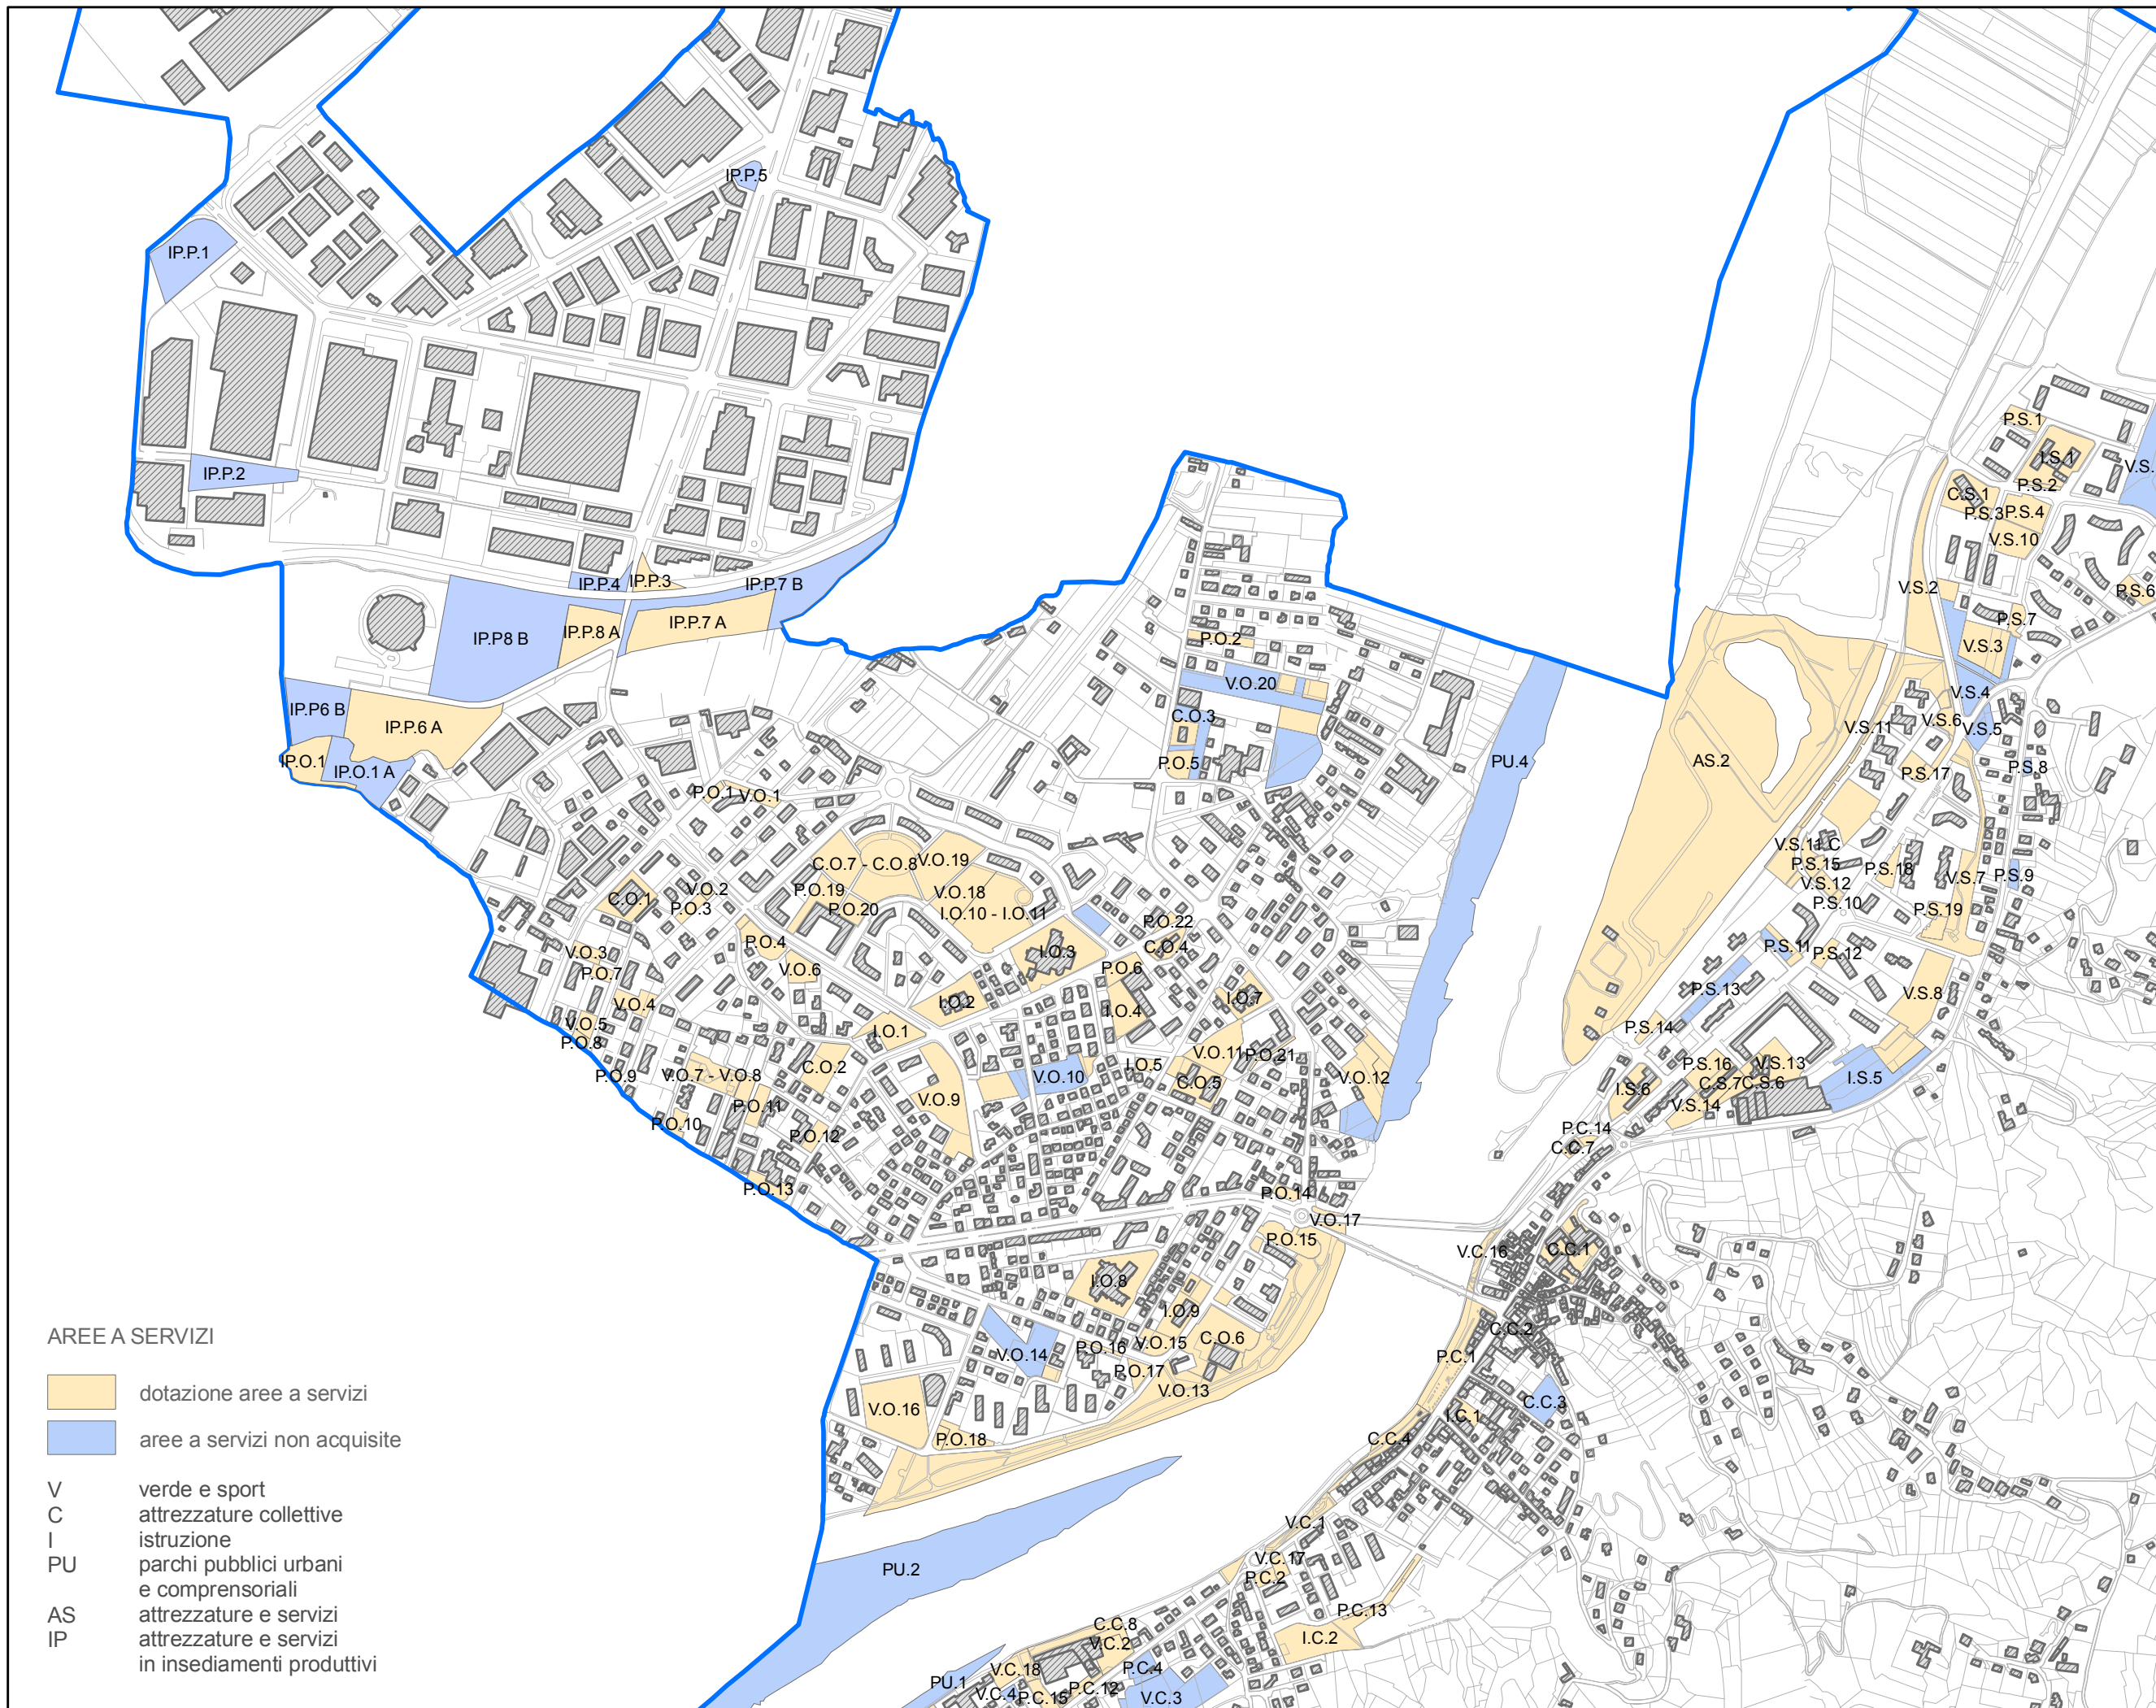 IP.P.5
IP.P.1
IP.P.2
IP.P.4
IP.P.3
IP.P.7 B
IP.P8 B
IP.P.8 A
IP.P.7 A
IP.P6 B
IP.P.6 A
IP.O.1
IP.O.1 A
P.O.2
V.O.20
C.O.3
P.O.5
PU.4
P.O.1
V.O.1
C.O.7 - C.O.8
V.O.19
V.O.18
I.O.10 - I.O.11
P.O.19
P.O.20
C.O.1
V.O.2
P.O.3
P.O.4
V.O.6
V.O.3
P.O.7
V.O.4
V.O.5
P.O.8
P.O.9
I.O.3
I.O.2
I.O.1
P.O.22
C.O.4
P.O.6
I.O.4
I.O.7
V.O.7 - V.O.8
C.O.2
P.O.11
P.O.10
P.O.12
P.O.13
V.O.9
V.O.10
I.O.5
V.O.11
P.O.21
C.O.5
V.O.12
P.O.14
V.O.17
P.O.15
I.O.8
I.O.9
C.O.6
V.O.15
P.O.16
P.O.17
V.O.13
V.O.14
V.O.16
P.O.18
PU.2
PU.1
P.S.1
I.S.1
V.S.
P.S.2
C.S.1
P.S.3
P.S.4
V.S.10
V.S.2
P.S.6
P.S.7
V.S.3
V.S.4
V.S.6
V.S.5
V.S.11
AS.2
P.S.17
P.S.8
V.S.11 C
P.S.15
P.S.18
V.S.12
P.S.10
V.S.7
P.S.9
P.S.19
P.S.11
P.S.12
P.S.13
V.S.8
P.S.14
P.S.16
V.S.13
C.S.7
C.S.6
I.S.6
V.S.14
I.S.5
P.C.14
C.C.7
V.C.16
C.C.1
C.C.2
P.C.1
C.C.3
I.C.1
C.C.4
V.C.1
V.C.17
P.C.2
P.C.13
I.C.2
C.C.8
V.C.2
V.C.18
P.C.4
P.C.12
V.C.4
P.C.15
V.C.3
AREE A SERVIZI
dotazione aree a servizi
aree a servizi non acquisite
V verde e sport
C attrezzature collettive
I istruzione
PU parchi pubblici urbani
e comprensoriali
AS attrezzature e servizi
IP attrezzature e servizi
in insediamenti produttivi